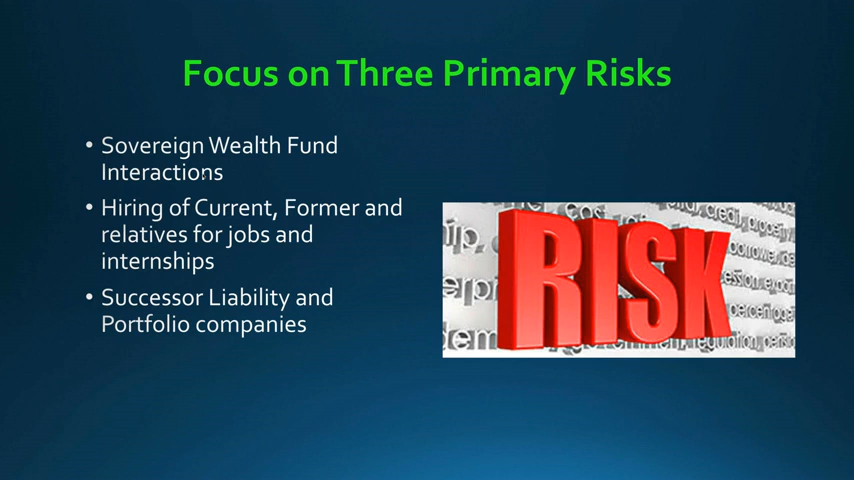 Focus on Three Primary Risks
• Sovereign Wealth Fund
Interactions
• Hiring of Current, Former and
relatives for jobs and
internships
• Successor Liability and
Portfolio companies
RISK